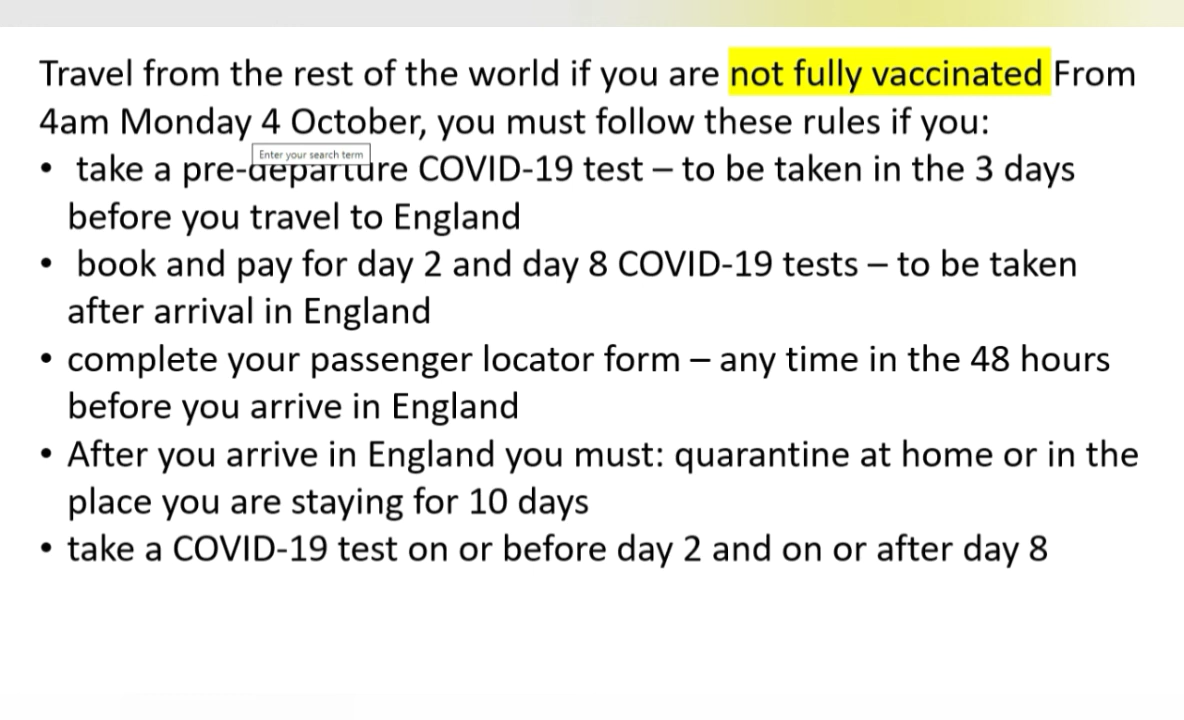 Travel from the rest of the world if you are not fully vaccinated From
4am Monday 4 October, you must follow these rules if you:
Enter your search term
• take a pre-departure COVID-19 test – to be taken in the 3 days
before you travel to England
• book and pay for day 2 and day 8 COVID-19 tests – to be taken
after arrival in England
• complete your passenger locator form – any time in the 48 hours
before you arrive in England
• After you arrive in England you must: quarantine at home or in the
place you are staying for 10 days
• take a COVID-19 test on or before day 2 and on or after day 8